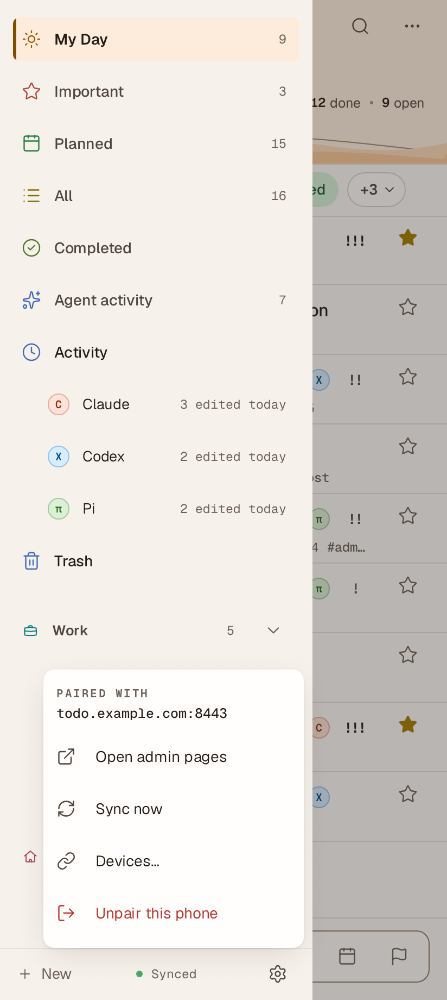 My Day 9
12 done • 9 open
Important 3
Planned 15
All 16
ed +3
Completed
!!!
Agent activity 7
on
Activity
C Claude 3 edited today
X !!
X Codex 2 edited today
ost
π Pi 2 edited today
π !!
4 #adm…
Trash
π !
Work 5
PAIRED WITH
todo.example.com:8443
C !!!
Open admin pages
Sync now
X
Devices…
Unpair this phone
+ New
Synced